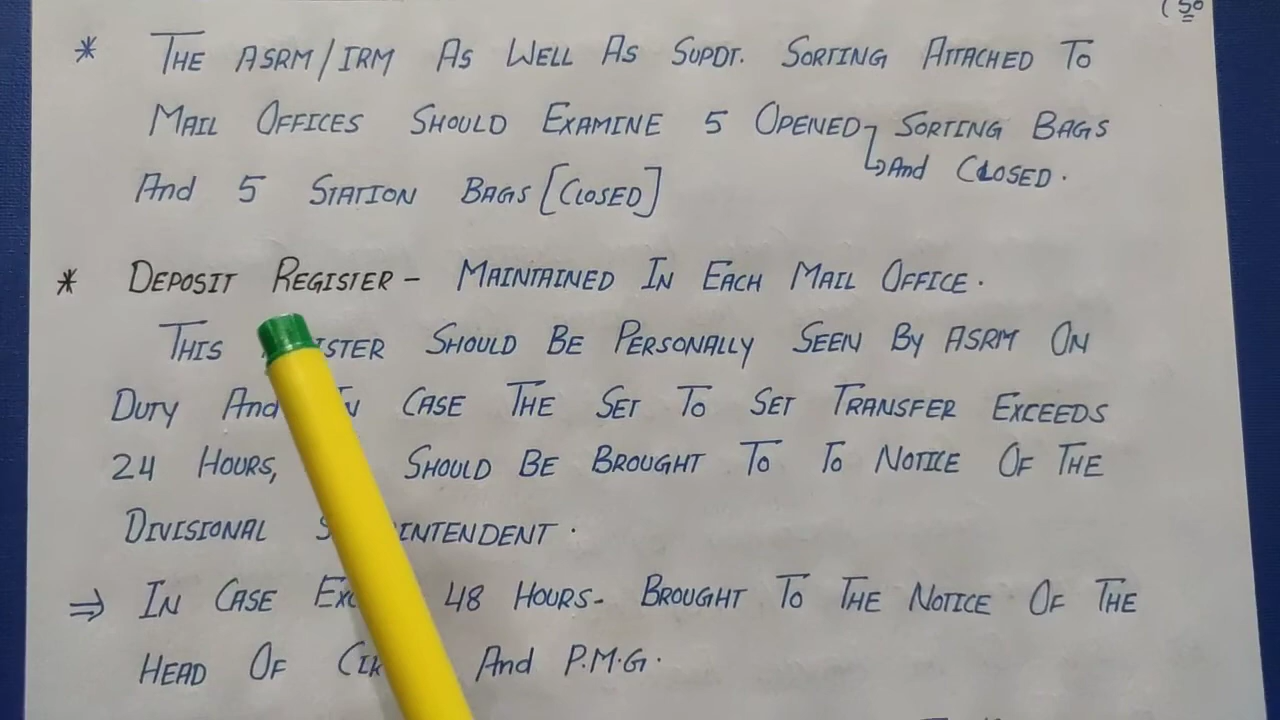 (50
* THE ASRM/IRM AS WELL AS SUPDT. SORTING ATTACHED TO
MAIL OFFICES SHOULD EXAMINE 5 OPENED SORTING BAGS
And CLOSED.
And 5 STATION BAGS [CLOSED]
* DEPOSIT REGISTER - MAINTAINED IN EACH MAIL OFFICE.
THIS SHOULD BE PERSONALLY SEEN By ASRM ON
Duty And CASE THE SET TO SET TRANSFER EXCEEDS
24 HOURS, SHOULD BE BROUGHT TO TO NOTICE OF THE
DIVISIONAL
⇒ IN CASE 48 HOURS- BROUGHT TO THE NOTICE OF THE
HEAD OF And P.M.G.